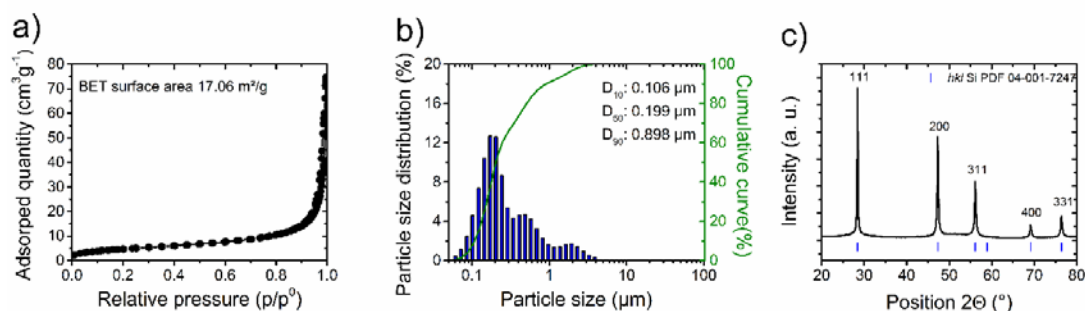 a)
Adsorped quantity (cm³g⁻¹)
80
70
60
50
40
30
20
10
0
BET surface area 17.06 m²/g
0.0 0.2 0.4 0.6 0.8 1.0
Relative pressure (p/p⁰)
b)
Particle size distribution (%)
20
16
12
8
4
0
D₁₀: 0.106 µm
D₅₀: 0.199 µm
D₉₀: 0.898 µm
100
80
60
40
20
0
Cumulative curve(%)
0.1 1 10 100
Particle size (µm)
c)
Intensity (a. u.)
111
hkl Si PDF 04-001-7247
200
311
400
331
20 30 40 50 60 70 80
Position 2Θ (°)